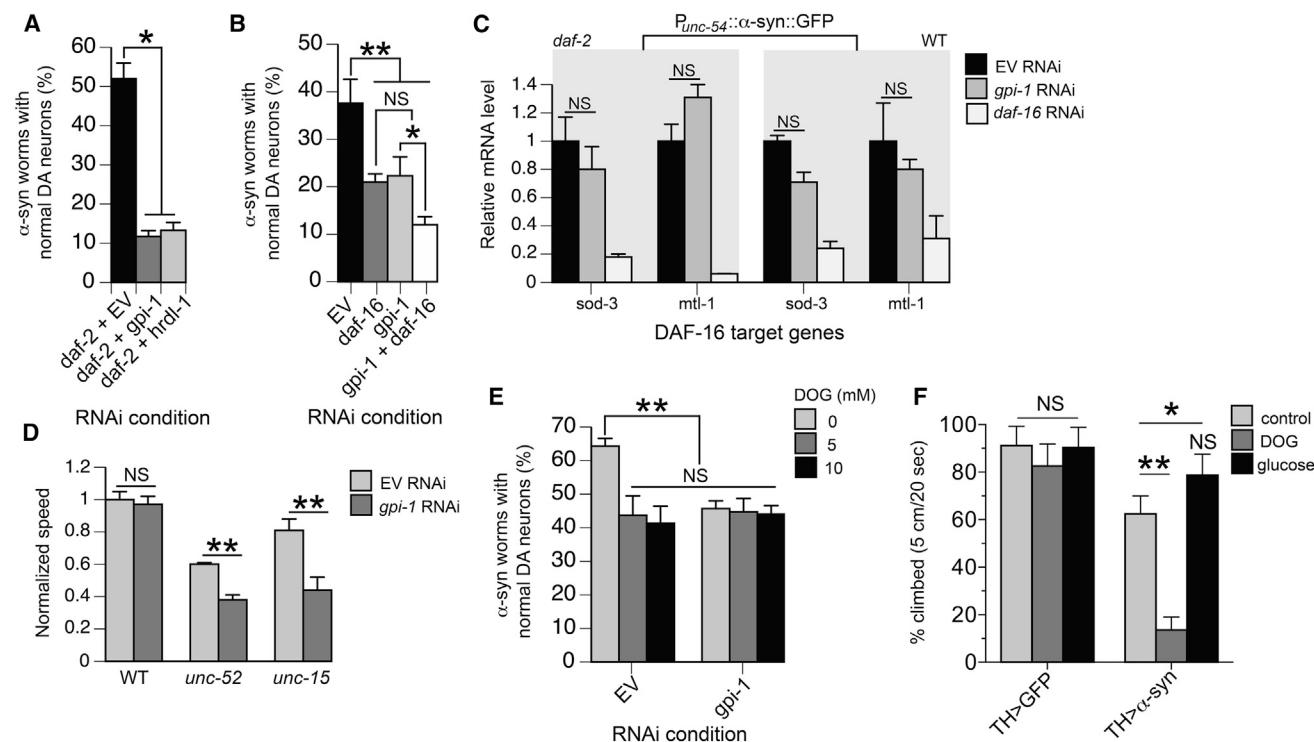 A
α-syn worms with
normal DA neurons (%)
60
50
40
30
20
10
0
*
daf-2 + EV
daf-2 + gpi-1
daf-2 + hrdl-1
RNAi condition
B
α-syn worms with
normal DA neurons (%)
50
40
30
20
10
0
**
NS
*
EV
daf-16
gpi-1
gpi-1 + daf-16
RNAi condition
C
Punc-54::α-syn::GFP
daf-2
WT
Relative mRNA level
1.4
1.2
1
0.8
0.6
0.4
0.2
0
NS
NS
NS
NS
sod-3
mtl-1
sod-3
mtl-1
DAF-16 target genes
EV RNAi
gpi-1 RNAi
daf-16 RNAi
D
Normalized speed
1.2
1
0.8
0.6
0.4
0.2
0
NS
**
**
WT
unc-52
unc-15
EV RNAi
gpi-1 RNAi
E
α-syn worms with
normal DA neurons (%)
70
60
50
40
30
20
10
0
**
NS
EV
gpi-1
RNAi condition
DOG (mM)
0
5
10
F
% climbed (5 cm/20 sec)
100
80
60
40
20
0
NS
*
**
NS
TH>GFP
TH>α-syn
control
DOG
glucose